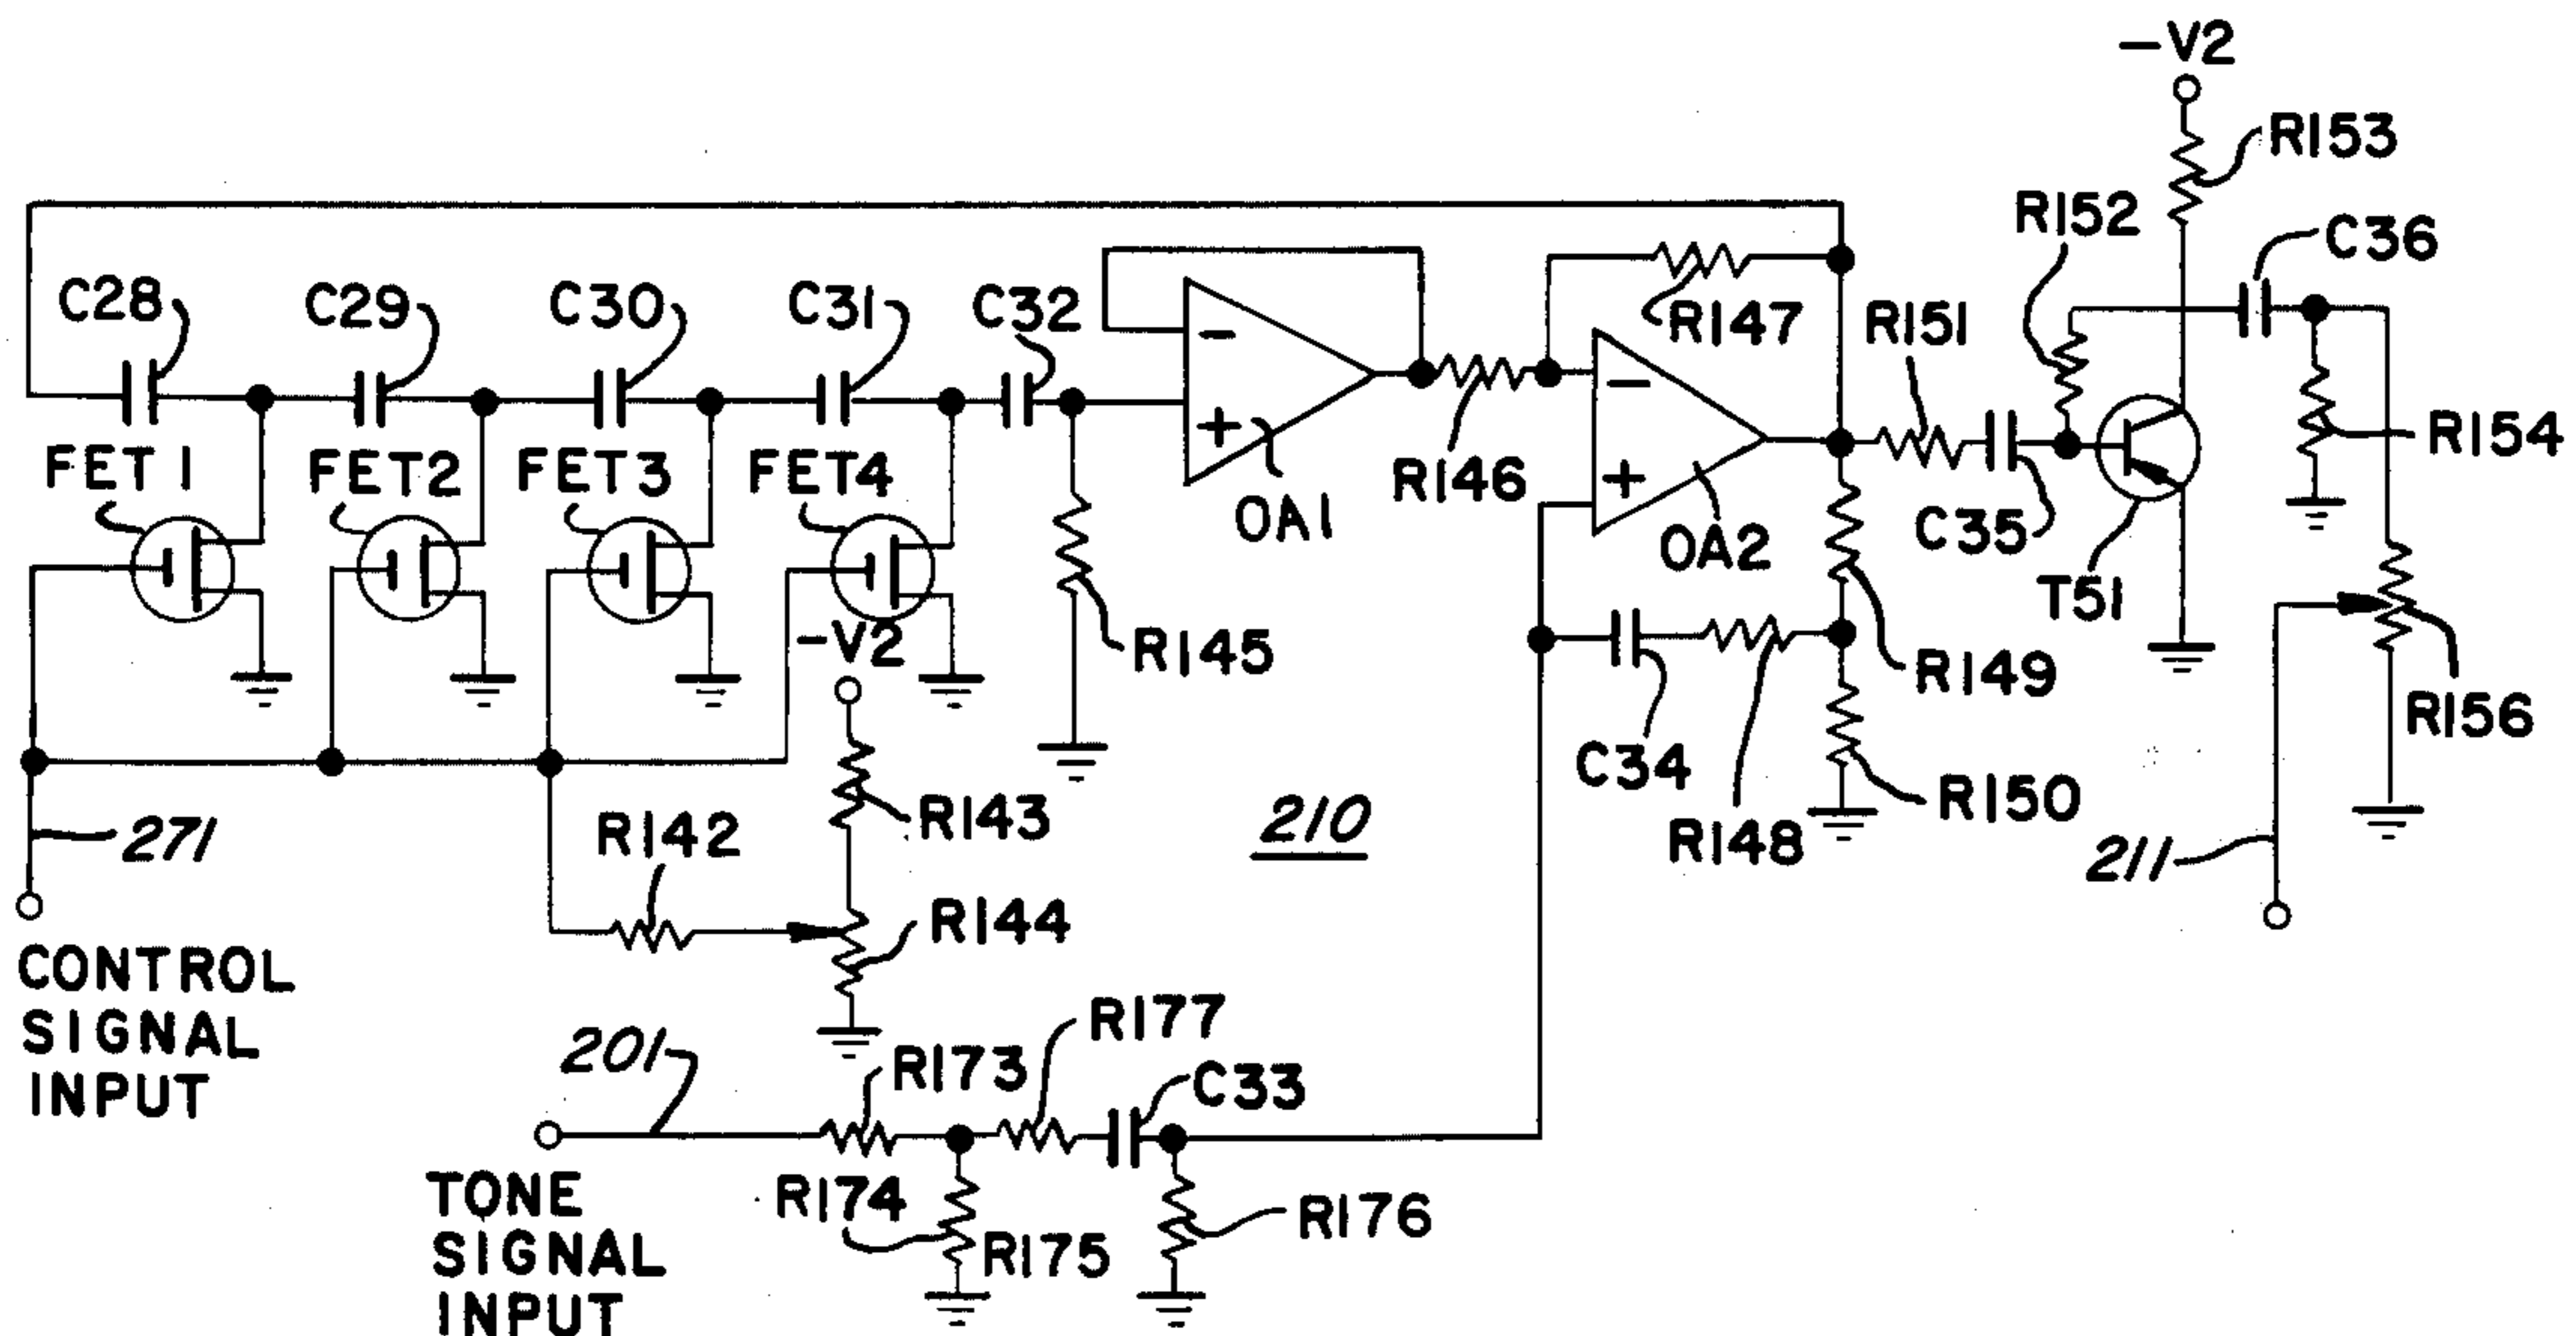 -V2
R153
R152
C36
C28
C29
C30
C31
C32
R147
R151
-
+
OA1
R146
-
+
OA2
C35
T51
R154
FET 1
FET2
FET3
FET4
-V2
R145
R149
R156
C34
R148
R150
271
R142
R143
210
211
R144
CONTROL
SIGNAL
INPUT
201
R173
R177
C33
TONE
SIGNAL
INPUT
R174
R175
R176